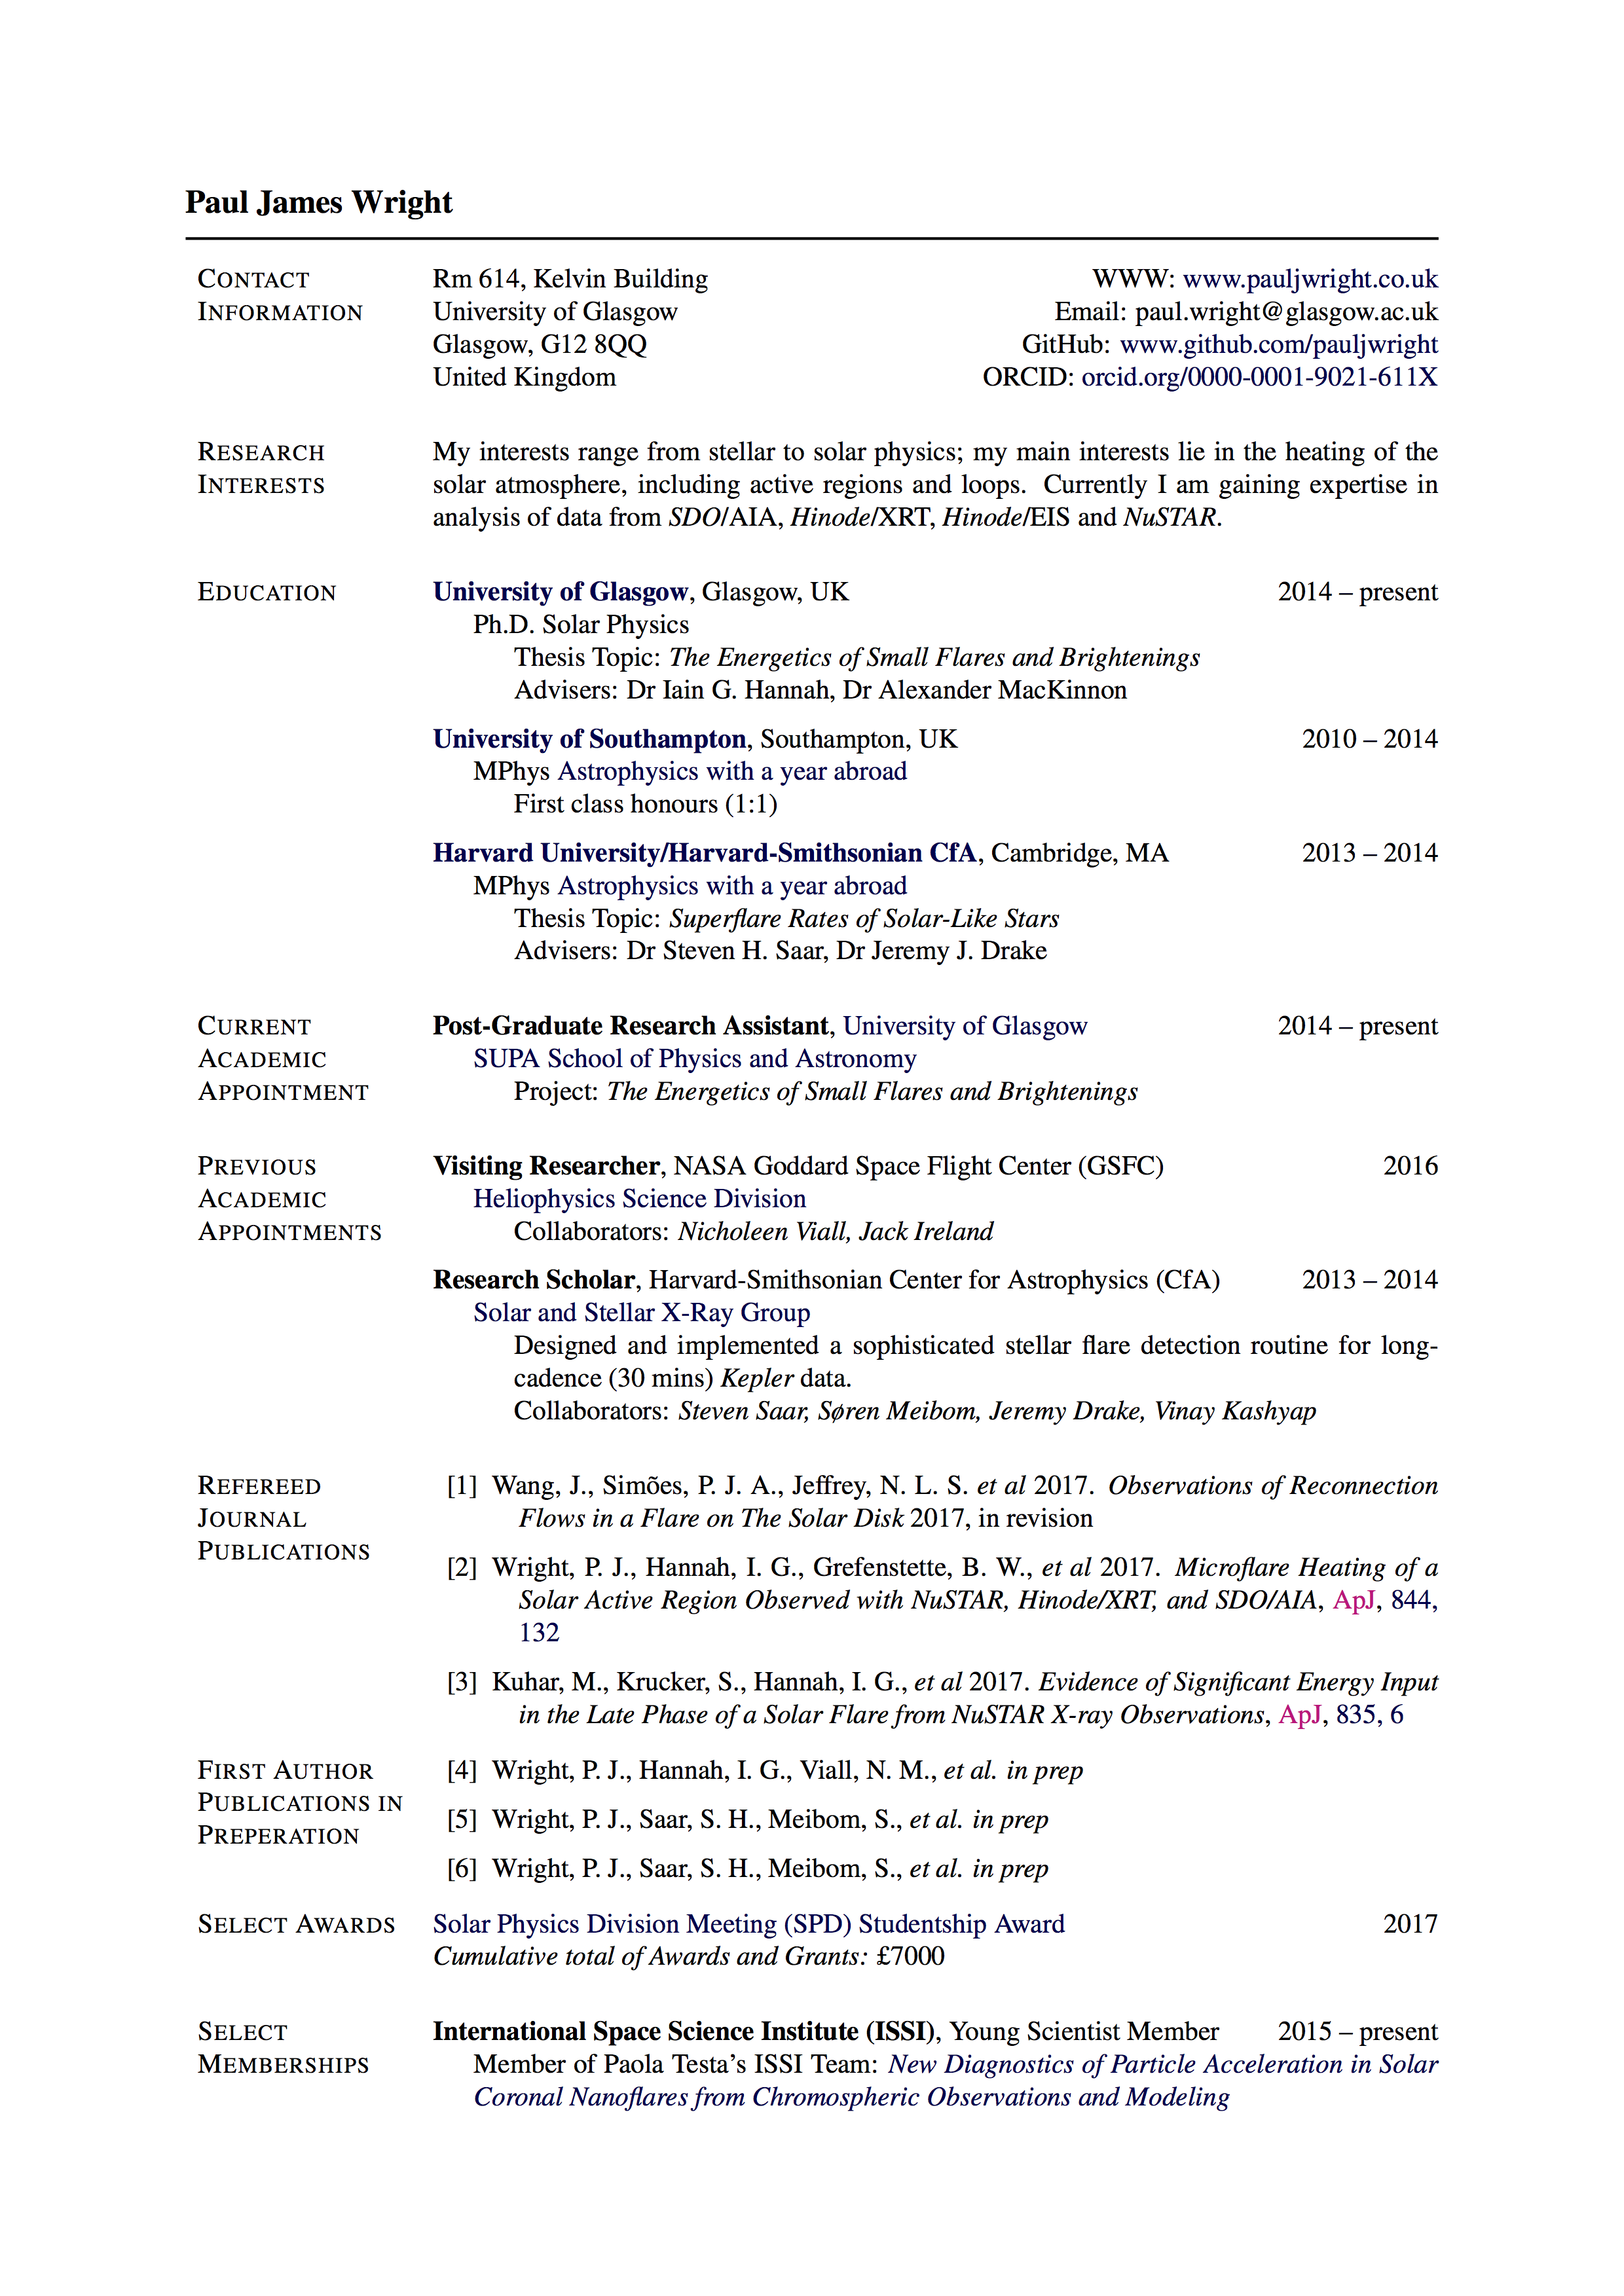 Paul James Wright
CONTACT INFORMATION
Rm 614, Kelvin Building
University of Glasgow
Glasgow, G12 8QQ
United Kingdom
WWW: www.pauljwright.co.uk
Email: paul.wright@glasgow.ac.uk
GitHub: www.github.com/pauljwright
ORCID: orcid.org/0000-0001-9021-611X
RESEARCH INTERESTS
My interests range from stellar to solar physics; my main interests lie in the heating of the
solar atmosphere, including active regions and loops. Currently I am gaining expertise in
analysis of data from SDO/AIA, Hinode/XRT, Hinode/EIS and NuSTAR.
EDUCATION
University of Glasgow, Glasgow, UK 2014 – present
Ph.D. Solar Physics
Thesis Topic: The Energetics of Small Flares and Brightenings
Advisers: Dr Iain G. Hannah, Dr Alexander MacKinnon
University of Southampton, Southampton, UK 2010 – 2014
MPhys Astrophysics with a year abroad
First class honours (1:1)
Harvard University/Harvard-Smithsonian CfA, Cambridge, MA 2013 – 2014
MPhys Astrophysics with a year abroad
Thesis Topic: Superflare Rates of Solar-Like Stars
Advisers: Dr Steven H. Saar, Dr Jeremy J. Drake
CURRENT ACADEMIC APPOINTMENT
Post-Graduate Research Assistant, University of Glasgow 2014 – present
SUPA School of Physics and Astronomy
Project: The Energetics of Small Flares and Brightenings
PREVIOUS ACADEMIC APPOINTMENTS
Visiting Researcher, NASA Goddard Space Flight Center (GSFC) 2016
Heliophysics Science Division
Collaborators: Nicholeen Viall, Jack Ireland
Research Scholar, Harvard-Smithsonian Center for Astrophysics (CfA) 2013 – 2014
Solar and Stellar X-Ray Group
Designed and implemented a sophisticated stellar flare detection routine for long-
cadence (30 mins) Kepler data.
Collaborators: Steven Saar, Søren Meibom, Jeremy Drake, Vinay Kashyap
REFEREED JOURNAL PUBLICATIONS
[1] Wang, J., Simões, P. J. A., Jeffrey, N. L. S. et al 2017. Observations of Reconnection
Flows in a Flare on The Solar Disk 2017, in revision
[2] Wright, P. J., Hannah, I. G., Grefenstette, B. W., et al 2017. Microflare Heating of a
Solar Active Region Observed with NuSTAR, Hinode/XRT, and SDO/AIA, ApJ, 844,
132
[3] Kuhar, M., Krucker, S., Hannah, I. G., et al 2017. Evidence of Significant Energy Input
in the Late Phase of a Solar Flare from NuSTAR X-ray Observations, ApJ, 835, 6
FIRST AUTHOR PUBLICATIONS IN PREPERATION
[4] Wright, P. J., Hannah, I. G., Viall, N. M., et al. in prep
[5] Wright, P. J., Saar, S. H., Meibom, S., et al. in prep
[6] Wright, P. J., Saar, S. H., Meibom, S., et al. in prep
SELECT AWARDS
Solar Physics Division Meeting (SPD) Studentship Award 2017
Cumulative total of Awards and Grants: £7000
SELECT MEMBERSHIPS
International Space Science Institute (ISSI), Young Scientist Member 2015 – present
Member of Paola Testa’s ISSI Team: New Diagnostics of Particle Acceleration in Solar
Coronal Nanoflares from Chromospheric Observations and Modeling